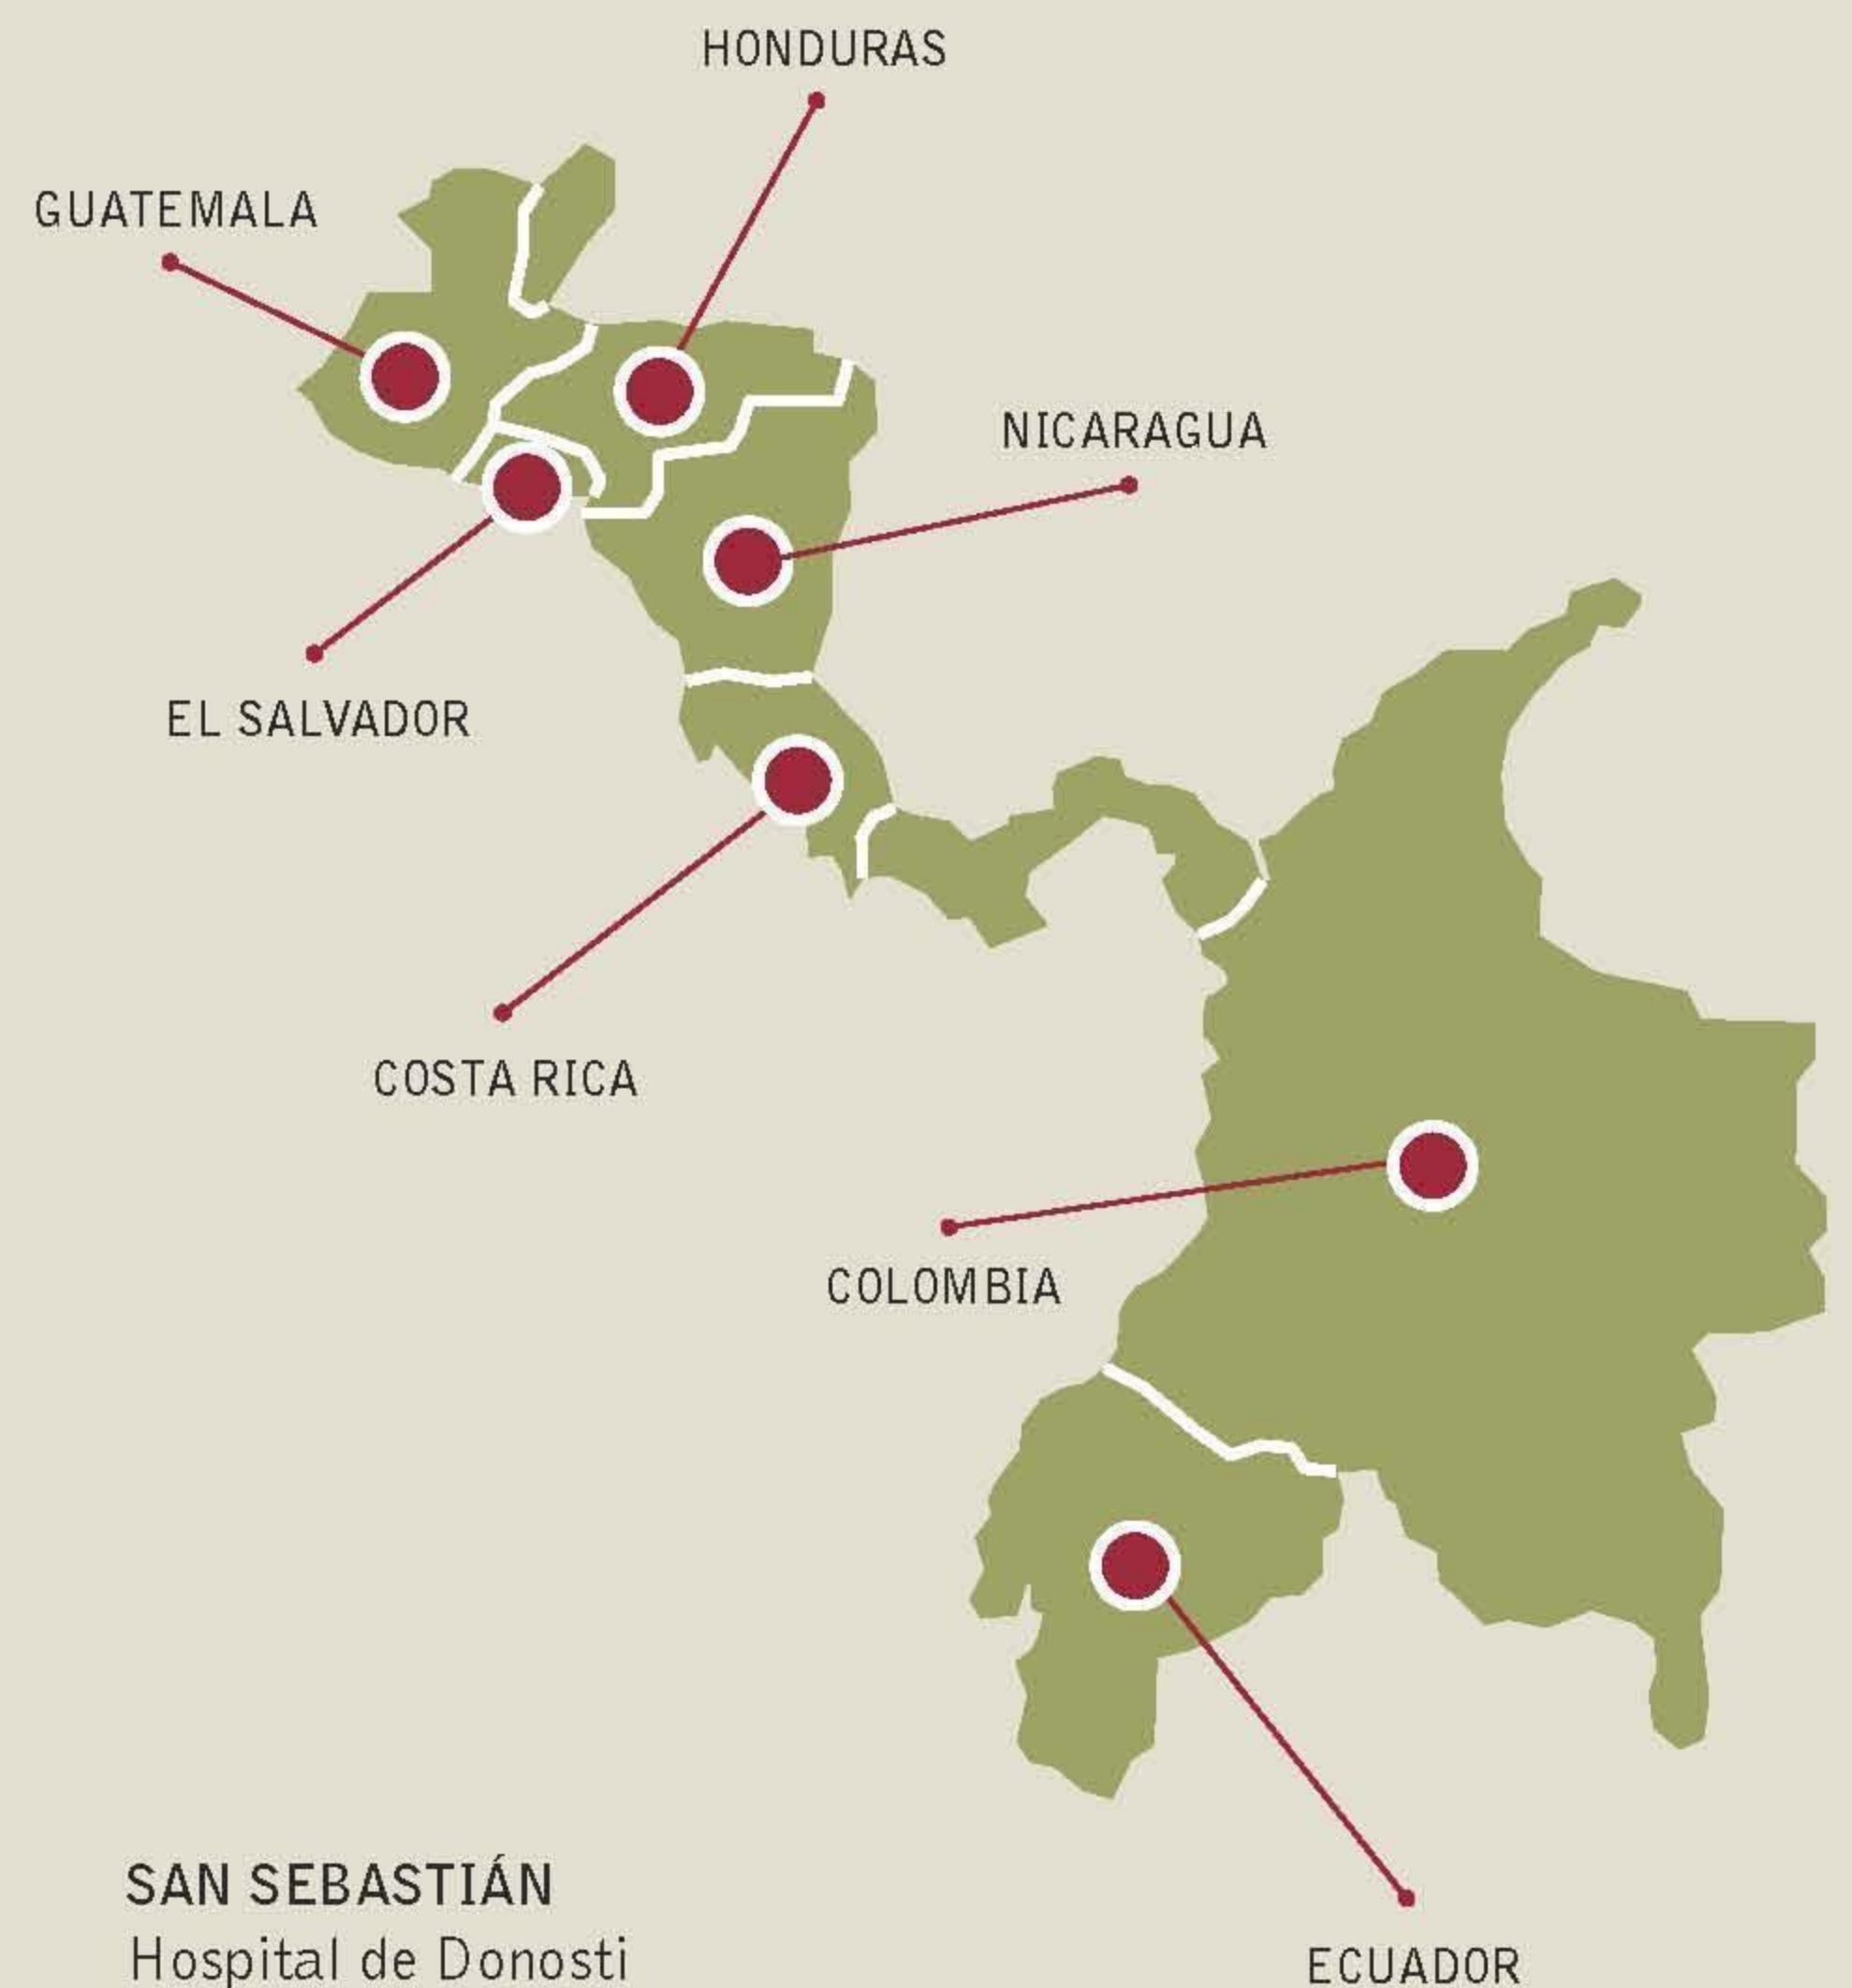 HONDURAS
GUATEMALA
NICARAGUA
EL SALVADOR
COSTA RICA
COLOMBIA
SAN SEBASTIÁN
Hospital de Donosti
ECUADOR